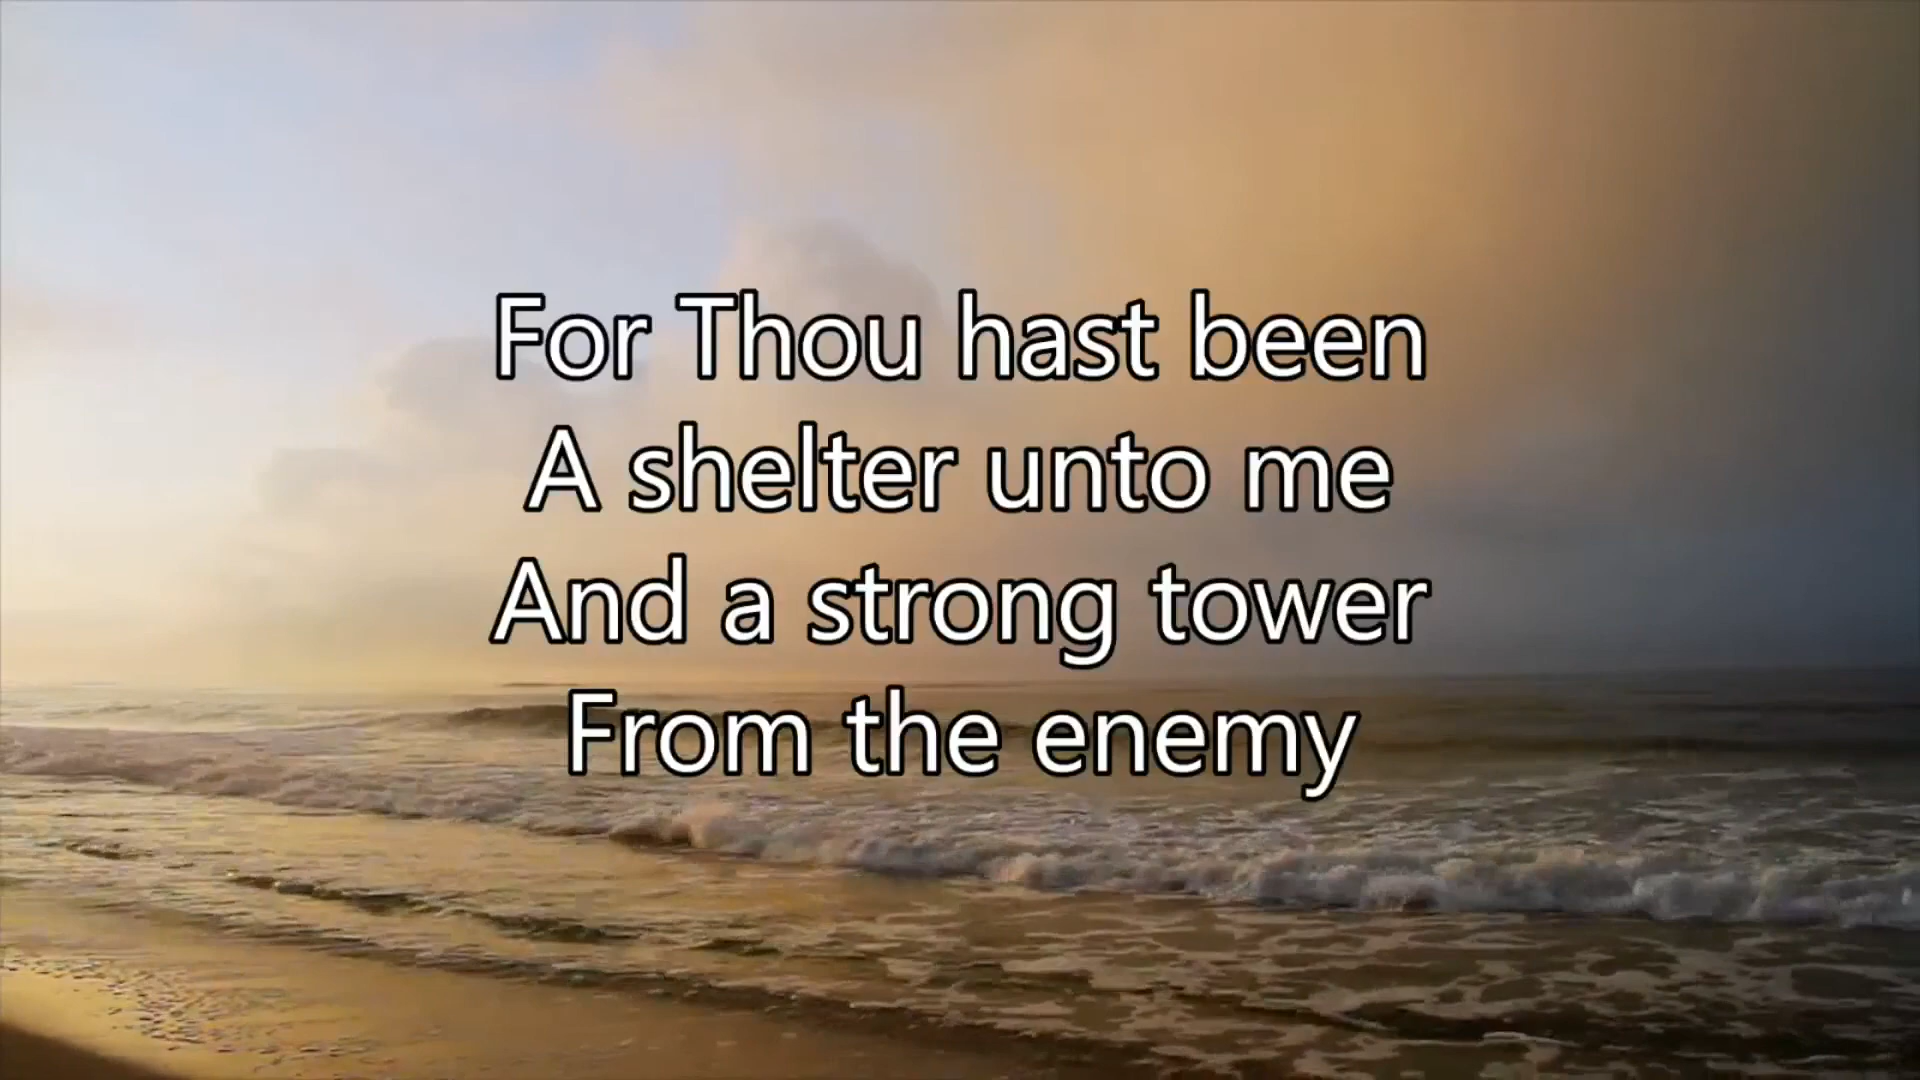 For Thou hast been
A shelter unto me
And a strong tower
From the enemy